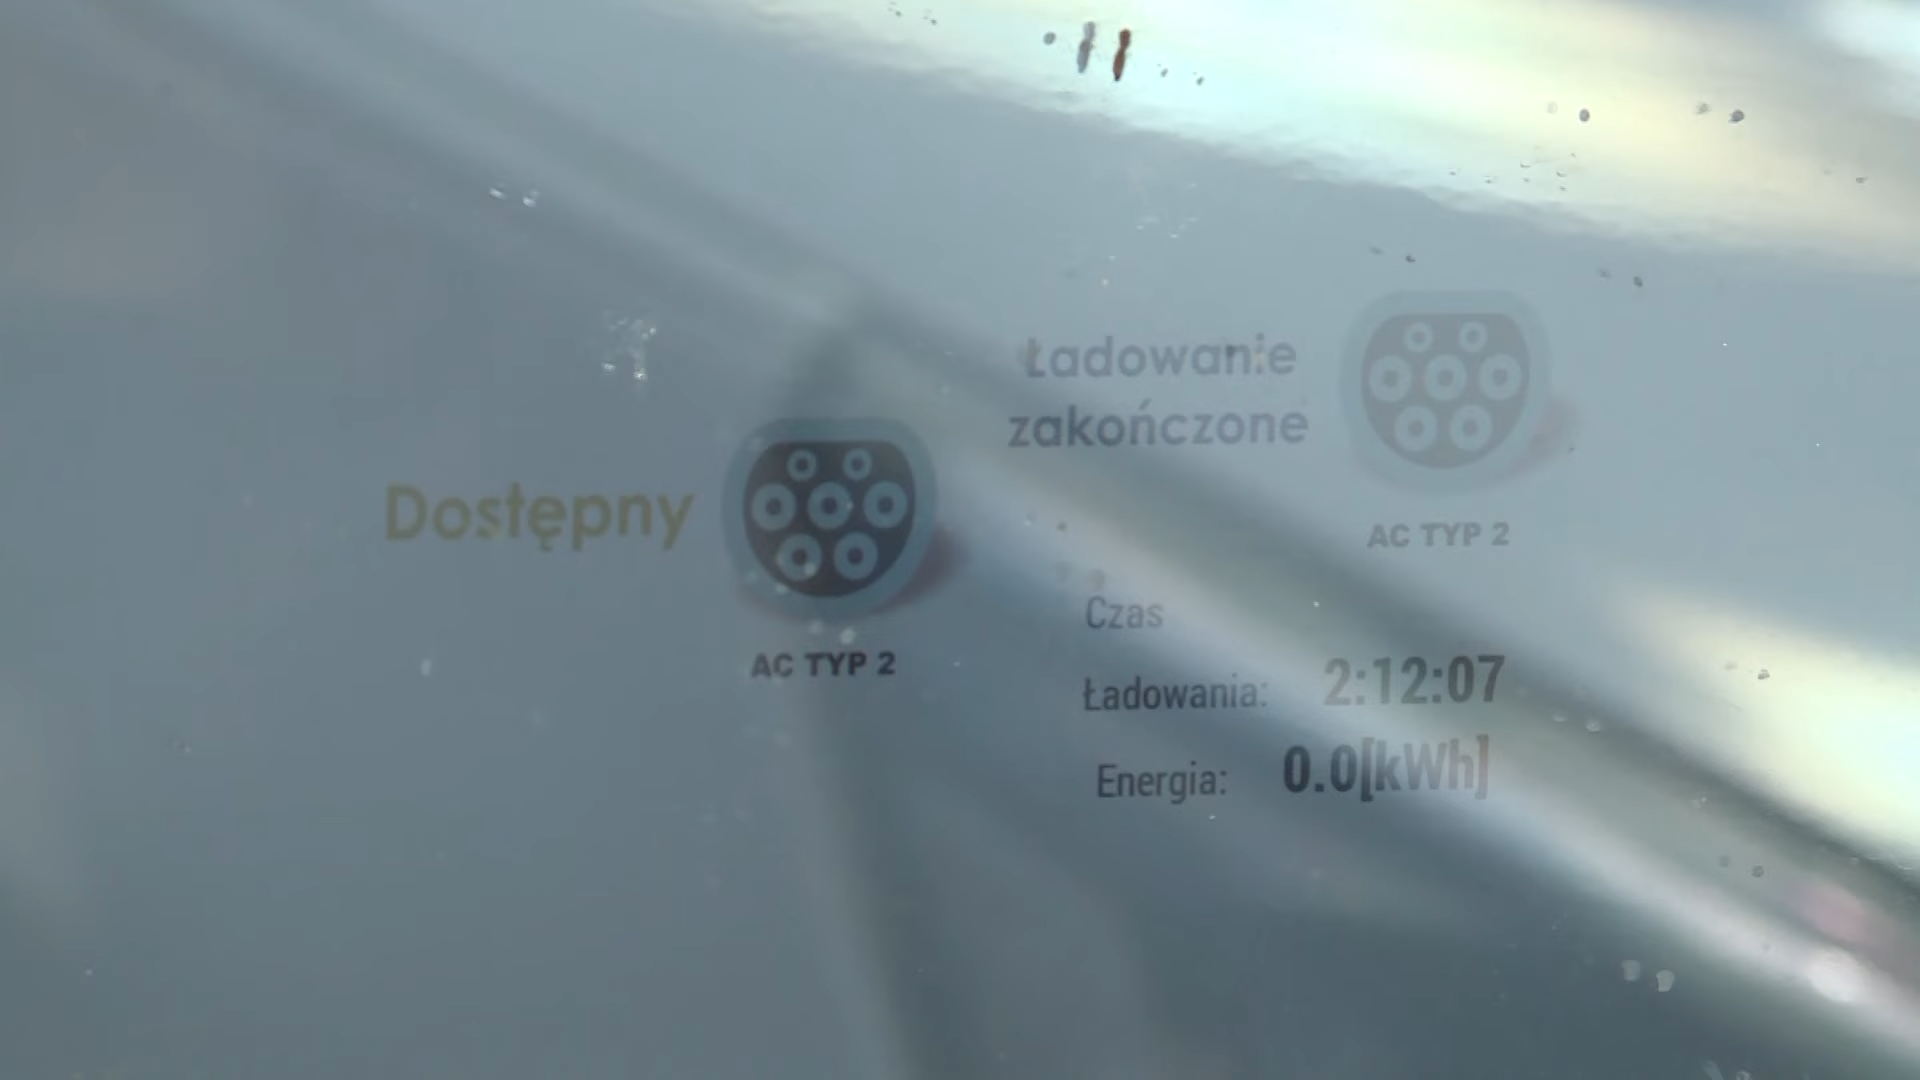 Dostępny
AC TYP 2
Ładowanie
zakończone
AC TYP 2
Czas
Ładowania: 2:12:07
Energia: 0.0[kWh]